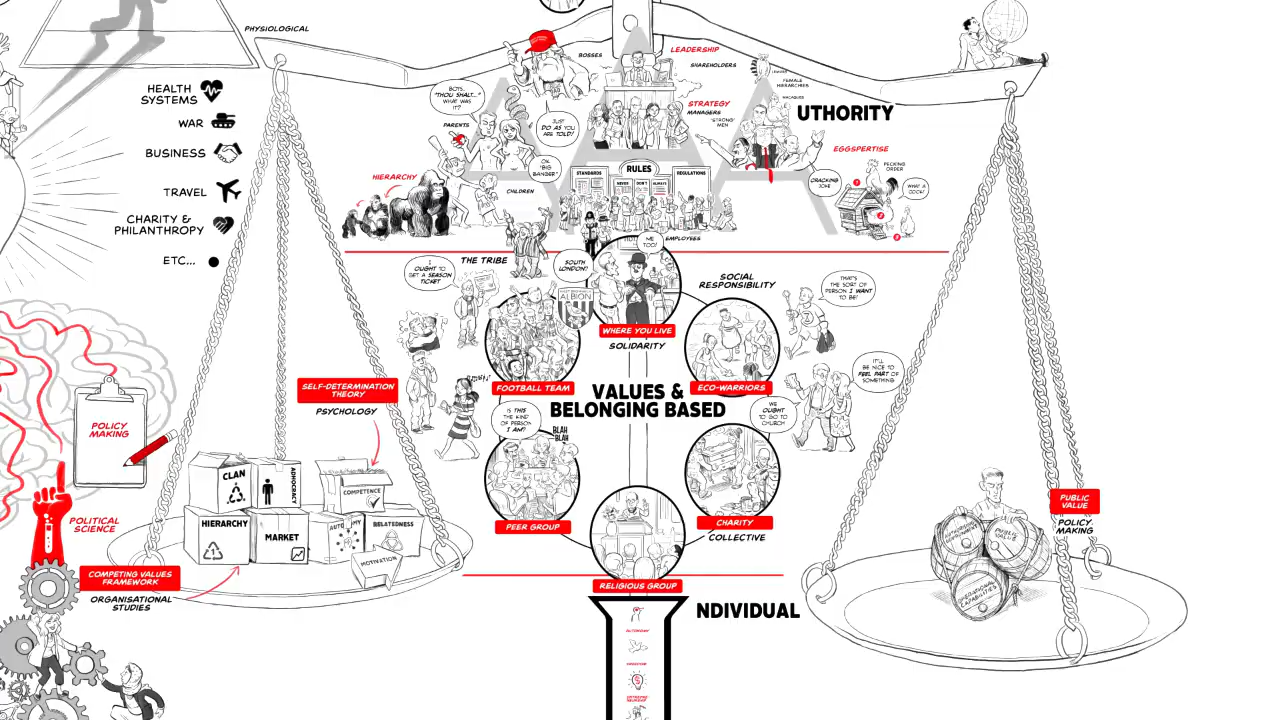 PHYSIOLOGICAL
HEALTH
SYSTEMS
WAR
BUSINESS
TRAVEL
CHARITY &
PHILANTHROPY
ETC...
BOSSES
LEADERSHIP
SHAREHOLDERS
STRATEGY
MANAGERS
"STRONG"
MEN
FEMALE
HIERARCHIES
MACAQUES
UTHORITY
EGGSPERTISE
PECKING
ORDER
WHAT A
COCK!
CRACKING
JOKE
BOTS..
"THOU SHALT..."
WHAT WAS
IT?
PARENTS
JUST
DO AS YOU
ARE TOLD!
OK
"BIG
BANGER"
CHILDREN
HIERARCHY
STANDARDS
RULES
NEVER
DON'T
ALWAYS
REGULATIONS
EMPLOYEES
ME
TOO!
THE TRIBE
I
OUGHT TO
GET A SEASON
TICKET
SOUTH
LONDON?
ALBION
WHERE YOU LIVE
SOLIDARITY
SOCIAL
RESPONSIBILITY
THAT'S
THE SORT OF
PERSON I WANT
TO BE!
FOOTBALL TEAM
ECO-WARRIORS
VALUES &
BELONGING BASED
IT'LL
BE NICE TO
FEEL PART OF
SOMETHING
WE
OUGHT
TO GO TO
CHURCH
IS THIS
THE KIND
OF PERSON
I AM?
BLAH
BLAH
PEER GROUP
CHARITY
COLLECTIVE
RELIGIOUS GROUP
NDIVIDUAL
SELF-DETERMINATION
THEORY
PSYCHOLOGY
POLICY
MAKING
POLITICAL
SCIENCE
CLAN
ADHOCRACY
COMPETENCE
HIERARCHY
1
MARKET
AUTONOMY
RELATEDNESS
MOTIVATION
COMPETING VALUES
FRAMEWORK
ORGANISATIONAL
STUDIES
PUBLIC
VALUE
POLICY-
MAKING
PUBLIC
VALUE
OPERATIONAL
CAPABILITIES